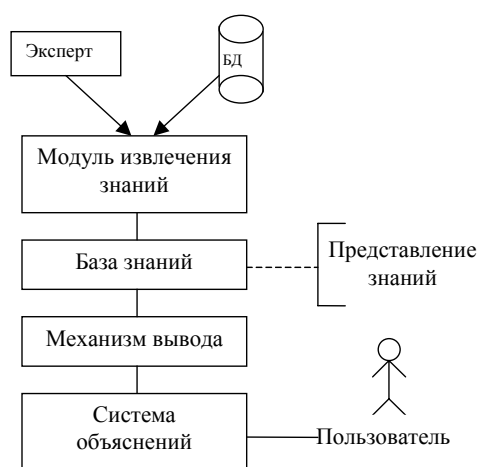 Эксперт
БД
Модуль извлечения
знаний
База знаний
Представление
знаний
Механизм вывода
Система
объяснений
Пользователь